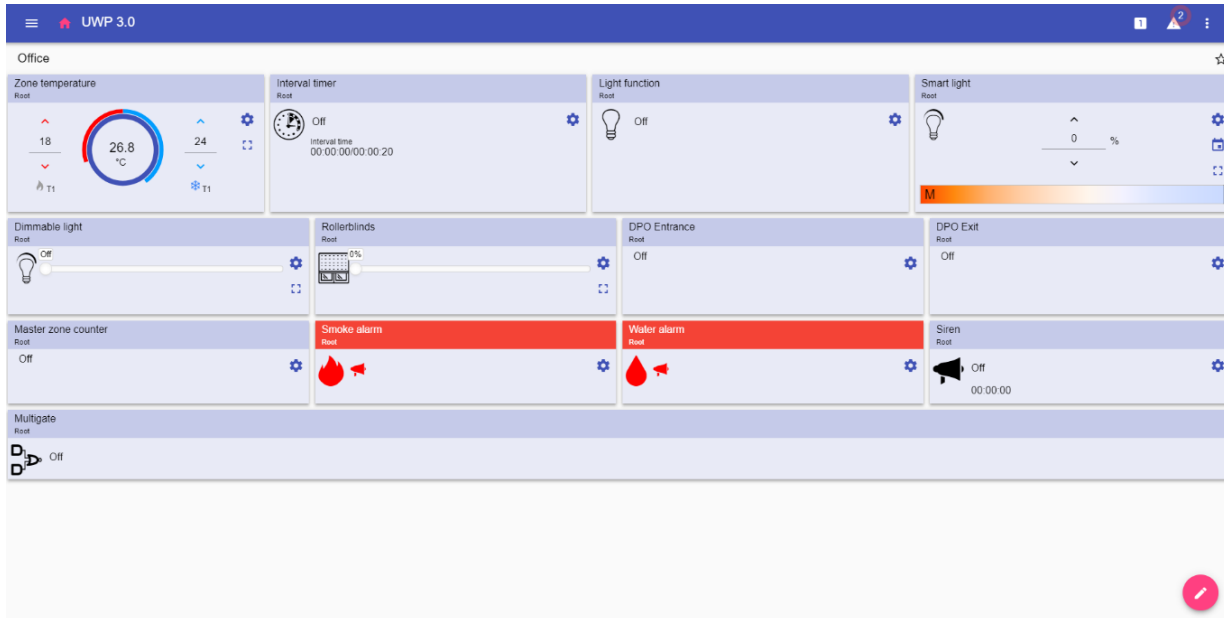 UWP 3.0
1
2
Office
Zone temperature
Root
18
26.8
°C
24
T1
T1
Interval timer
Root
Off
Interval time
00:00:00/00:00:20
Light function
Root
Off
Smart light
Root
0 %
M
Dimmable light
Root
Off
Rollerblinds
Root
0%
DPO Entrance
Root
Off
DPO Exit
Root
Off
Master zone counter
Root
Off
Smoke alarm
Root
Water alarm
Root
Siren
Root
Off
00:00:00
Multigate
Root
Off